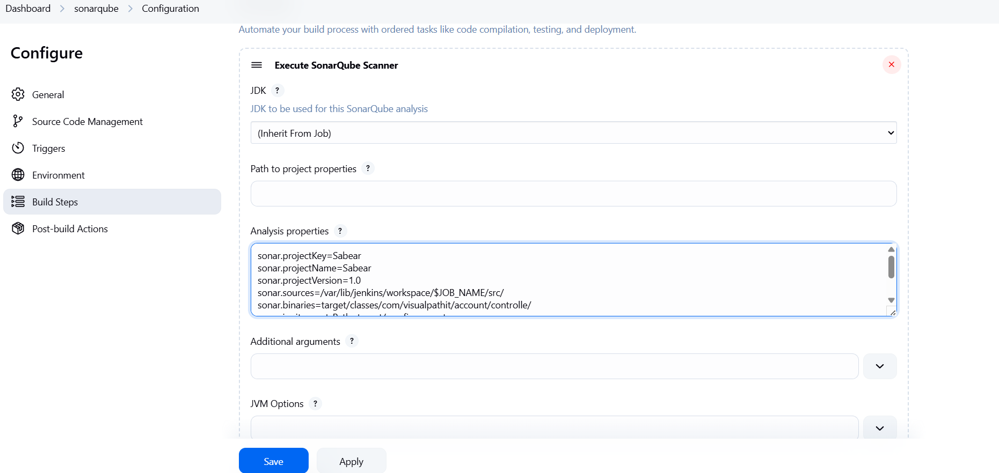 Dashboard > sonarqube > Configuration
Automate your build process with ordered tasks like code compilation, testing, and deployment.
Configure
General
Source Code Management
Triggers
Environment
Build Steps
Post-build Actions
Execute SonarQube Scanner
JDK ?
JDK to be used for this SonarQube analysis
(Inherit From Job)
Path to project properties ?
Analysis properties ?
sonar.projectKey=Sabear
sonar.projectName=Sabear
sonar.projectVersion=1.0
sonar.sources=/var/lib/jenkins/workspace/$JOB_NAME/src/
sonar.binaries=target/classes/com/visualpathit/account/controlle/
Additional arguments ?
JVM Options ?
Save
Apply